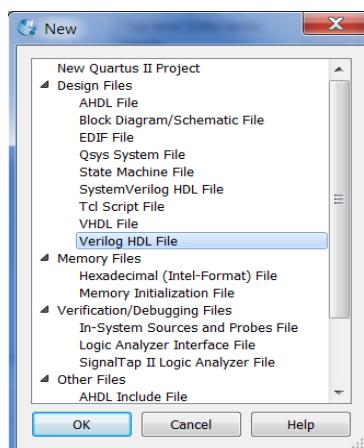 New
New Quartus II Project
Design Files
AHDL File
Block Diagram/Schematic File
EDIF File
Qsys System File
State Machine File
SystemVerilog HDL File
Tcl Script File
VHDL File
Verilog HDL File
Memory Files
Hexadecimal (Intel-Format) File
Memory Initialization File
Verification/Debugging Files
In-System Sources and Probes File
Logic Analyzer Interface File
SignalTap II Logic Analyzer File
Other Files
AHDL Include File
OK Cancel Help